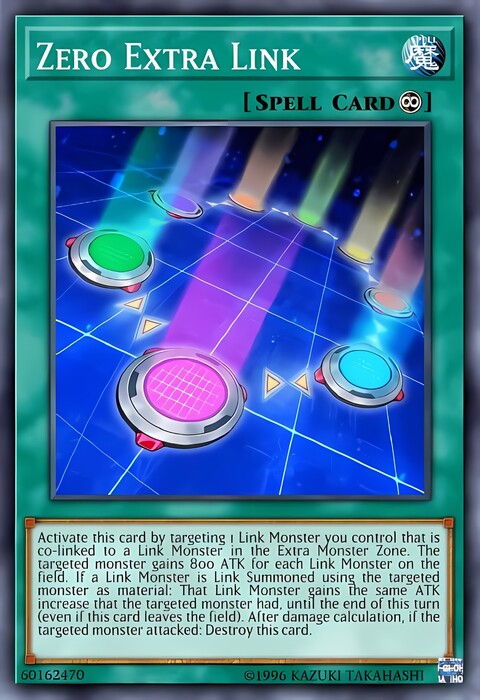 Zero Extra Link
魔
[Spell Card ]
Activate this card by targeting 1 Link Monster you control that is
co-linked to a Link Monster in the Extra Monster Zone. The
targeted monster gains 800 ATK for each Link Monster on the
field. If a Link Monster is Link Summoned using the targeted
monster as material: That Link Monster gains the same ATK
increase that the targeted monster had, until the end of this turn
(even if this card leaves the field). After damage calculation, if the
targeted monster attacked: Destroy this card.
60162470
©1996 KAZUKI TAKAHASHI